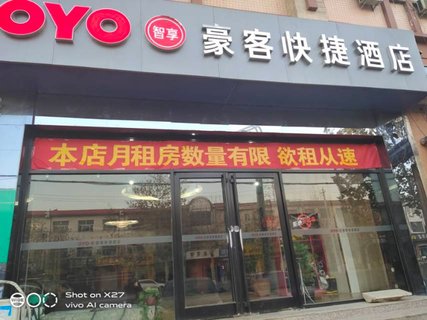 OYO 智享 豪客快捷酒店
本店月租房数量有限 欲租从速
Shot on X27
vivo AI camera